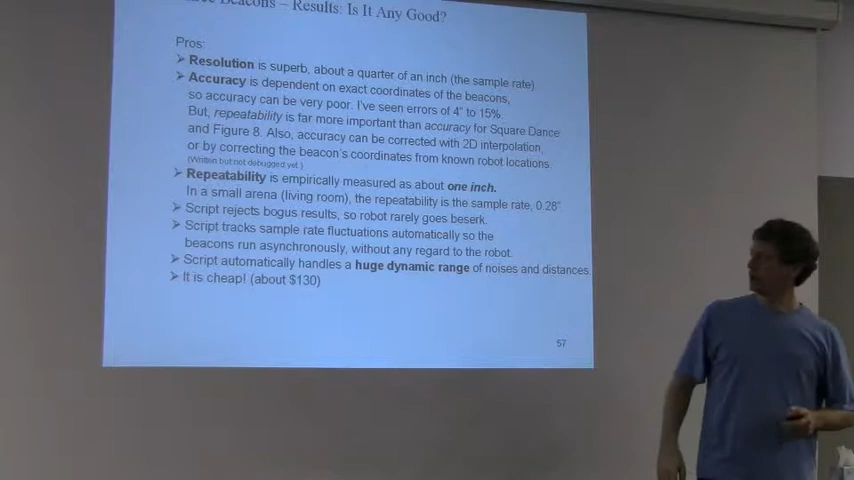 Beacons – Results: Is It Any Good?
Pros:
➢ Resolution is superb, about a quarter of an inch (the sample rate)
➢ Accuracy is dependent on exact coordinates of the beacons,
so accuracy can be very poor. I've seen errors of 4" to 15%.
But, repeatability is far more important than accuracy for Square Dance
and Figure 8. Also, accuracy can be corrected with 2D interpolation,
or by correcting the beacon's coordinates from known robot locations.
(Written but not debugged yet.)
➢ Repeatability is empirically measured as about one inch.
In a small arena (living room), the repeatability is the sample rate, 0.28"
➢ Script rejects bogus results, so robot rarely goes beserk.
➢ Script tracks sample rate fluctuations automatically so the
beacons run asynchronously, without any regard to the robot.
➢ Script automatically handles a huge dynamic range of noises and distances.
➢ It is cheap! (about $130)
57